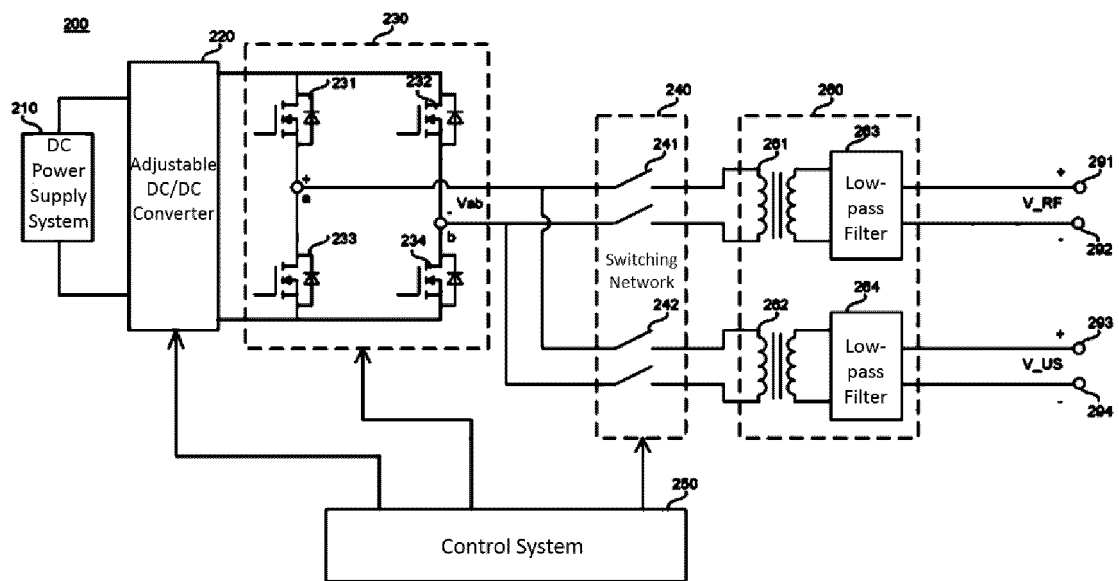 200
220
230
210
DC
Power
Supply
System
Adjustable
DC/DC
Converter
231
232
+
a
Vab
-
b
233
234
240
241
Switching
Network
242
260
261
263
Low-
pass
Filter
+
291
V_RF
-
292
262
264
Low-
pass
Filter
+
293
V_US
-
294
250
Control System